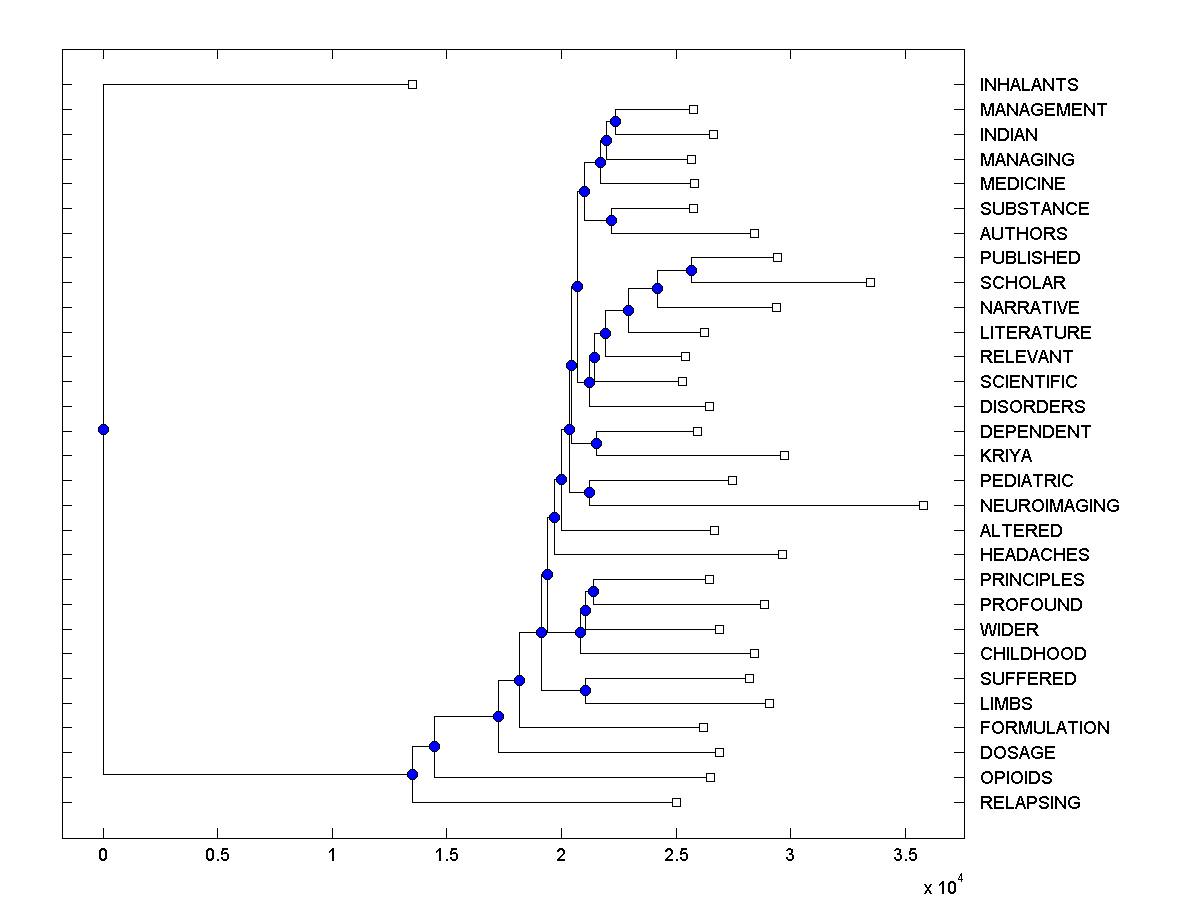 INHALANTS
MANAGEMENT
INDIAN
MANAGING
MEDICINE
SUBSTANCE
AUTHORS
PUBLISHED
SCHOLAR
NARRATIVE
LITERATURE
RELEVANT
SCIENTIFIC
DISORDERS
DEPENDENT
KRIYA
PEDIATRIC
NEUROIMAGING
ALTERED
HEADACHES
PRINCIPLES
PROFOUND
WIDER
CHILDHOOD
SUFFERED
LIMBS
FORMULATION
DOSAGE
OPIOIDS
RELAPSING
0 0.5 1 1.5 2 2.5 3 3.5
x 10^4